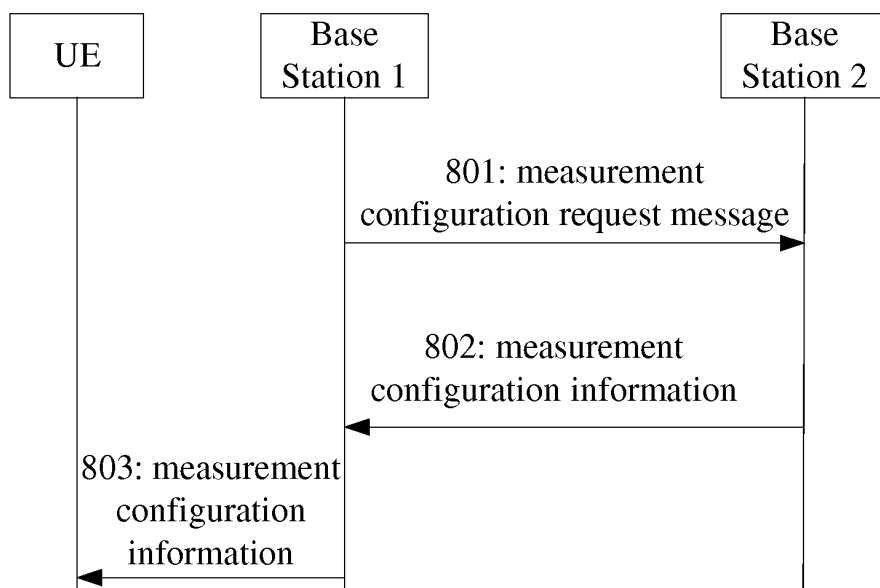 UE
Base
Station 1
Base
Station 2
801: measurement
configuration request message
802: measurement
configuration information
803: measurement
configuration
information